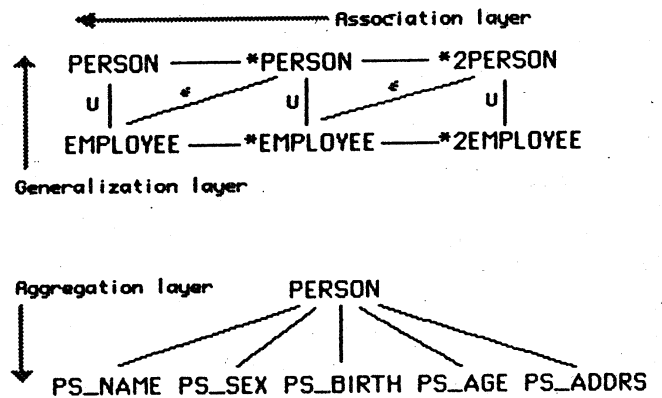 Association layer
PERSON *PERSON *2PERSON
U ∈ U ∈ U
EMPLOYEE *EMPLOYEE *2EMPLOYEE
Generalization layer
Aggregation layer PERSON
PS_NAME PS_SEX PS_BIRTH PS_AGE PS_ADDRS